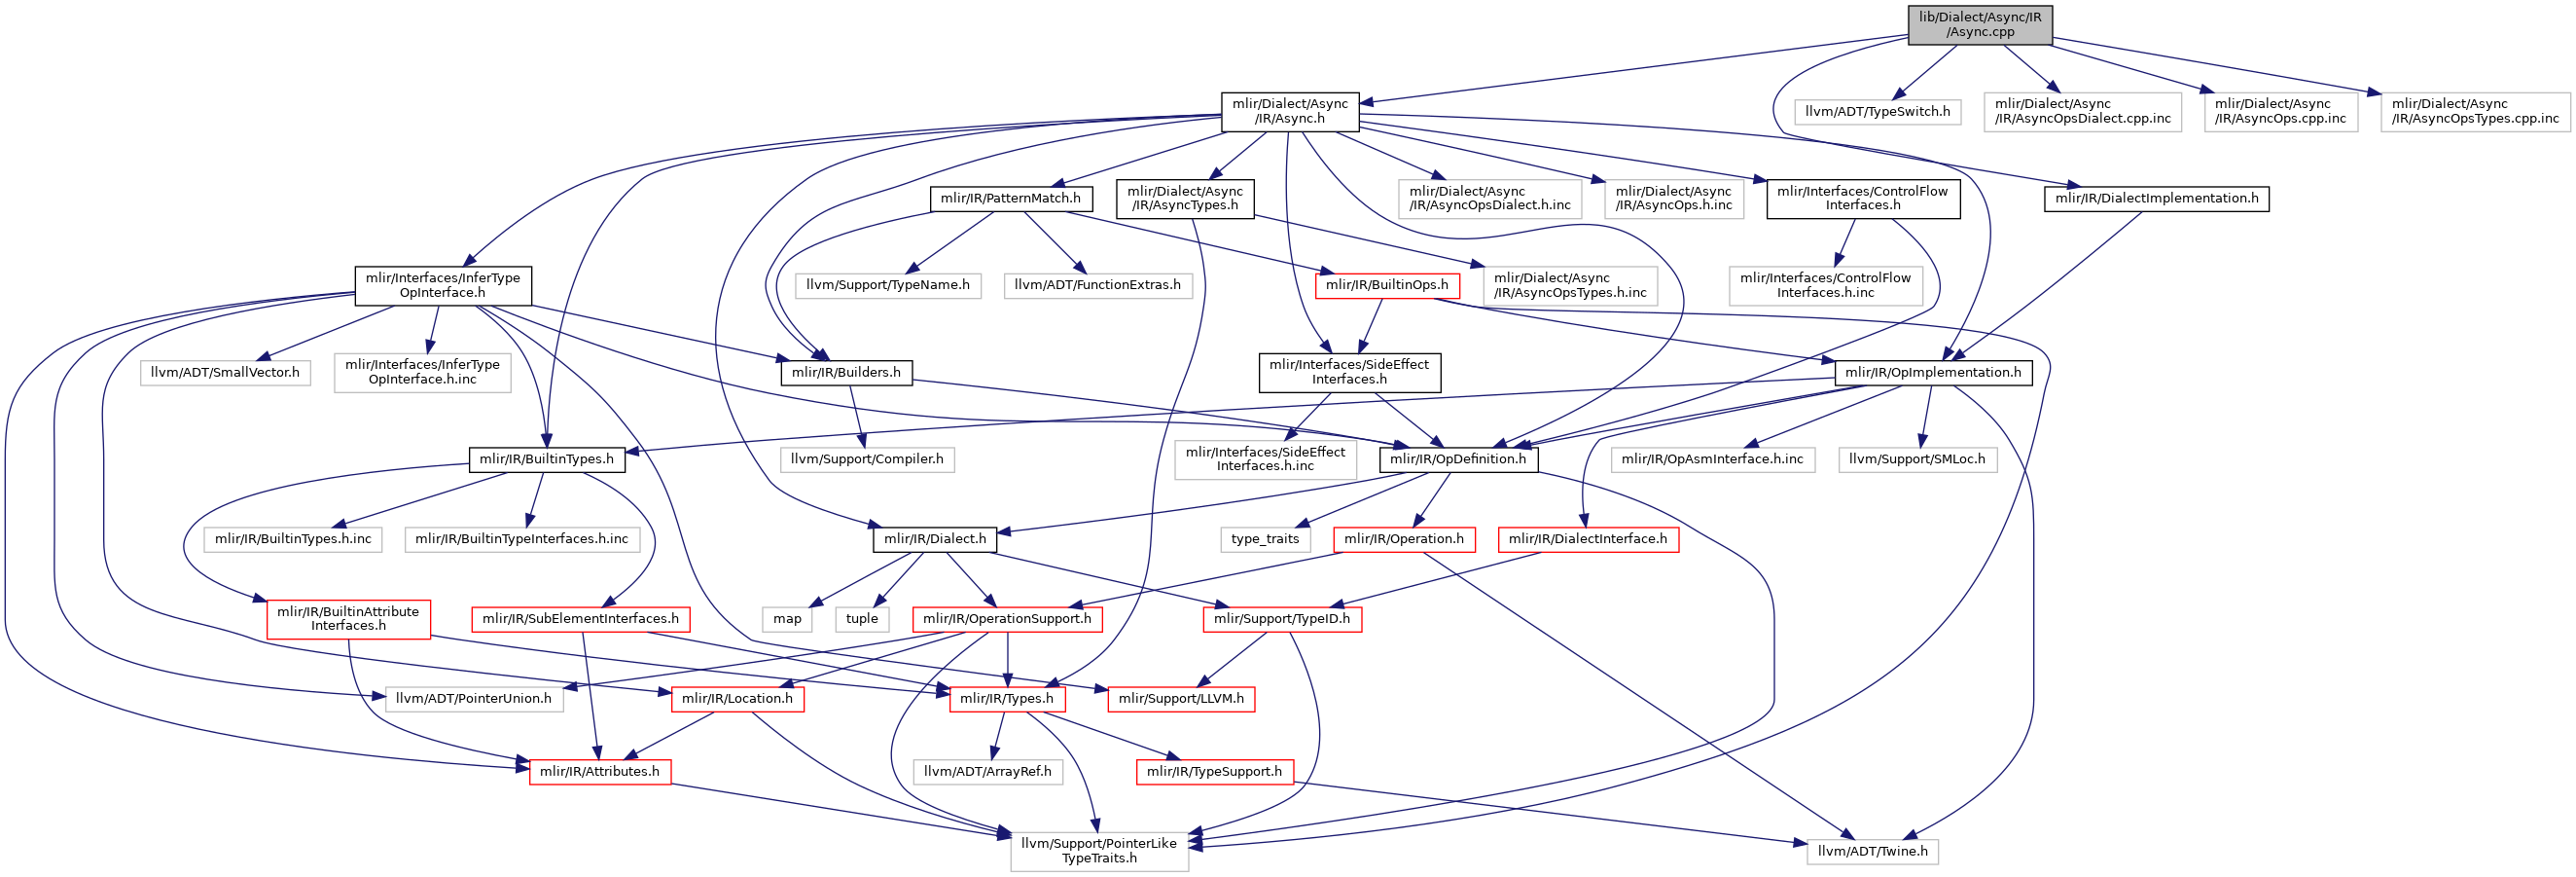 lib/Dialect/Async/IR
/Async.cpp
mlir/Dialect/Async
/IR/Async.h
llvm/ADT/TypeSwitch.h
mlir/Dialect/Async
/IR/AsyncOpsDialect.cpp.inc
mlir/Dialect/Async
/IR/AsyncOps.cpp.inc
mlir/Dialect/Async
/IR/AsyncOpsTypes.cpp.inc
mlir/IR/PatternMatch.h
mlir/Dialect/Async
/IR/AsyncTypes.h
mlir/Dialect/Async
/IR/AsyncOpsDialect.h.inc
mlir/Dialect/Async
/IR/AsyncOps.h.inc
mlir/Interfaces/ControlFlow
Interfaces.h
mlir/IR/DialectImplementation.h
mlir/Interfaces/InferType
OpInterface.h
llvm/Support/TypeName.h
llvm/ADT/FunctionExtras.h
mlir/IR/BuiltinOps.h
mlir/Dialect/Async
/IR/AsyncOpsTypes.h.inc
mlir/Interfaces/ControlFlow
Interfaces.h.inc
llvm/ADT/SmallVector.h
mlir/Interfaces/InferType
OpInterface.h.inc
mlir/IR/Builders.h
mlir/Interfaces/SideEffect
Interfaces.h
mlir/IR/OpImplementation.h
mlir/IR/BuiltinTypes.h
llvm/Support/Compiler.h
mlir/Interfaces/SideEffect
Interfaces.h.inc
mlir/IR/OpDefinition.h
mlir/IR/OpAsmInterface.h.inc
llvm/Support/SMLoc.h
mlir/IR/BuiltinTypes.h.inc
mlir/IR/BuiltinTypeInterfaces.h.inc
mlir/IR/Dialect.h
type_traits
mlir/IR/Operation.h
mlir/IR/DialectInterface.h
mlir/IR/BuiltinAttribute
Interfaces.h
mlir/IR/SubElementInterfaces.h
map
tuple
mlir/IR/OperationSupport.h
mlir/Support/TypeID.h
llvm/ADT/PointerUnion.h
mlir/IR/Location.h
mlir/IR/Types.h
mlir/Support/LLVM.h
mlir/IR/Attributes.h
llvm/ADT/ArrayRef.h
mlir/IR/TypeSupport.h
llvm/Support/PointerLike
TypeTraits.h
llvm/ADT/Twine.h